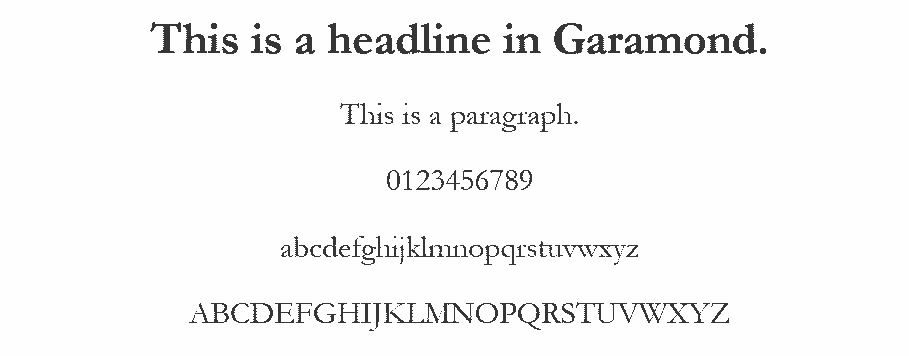 This is a headline in Garamond.
This is a paragraph.
0123456789
abcdefghijklmnopqrstuvwxyz
ABCDEFGHIJKLMNOPQRSTUVWXYZ